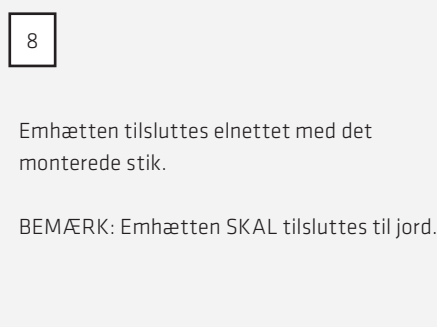 8
Emhætten tilsluttes elnettet med det
monterede stik.
BEMÆRK: Emhætten SKAL tilsluttes til jord.